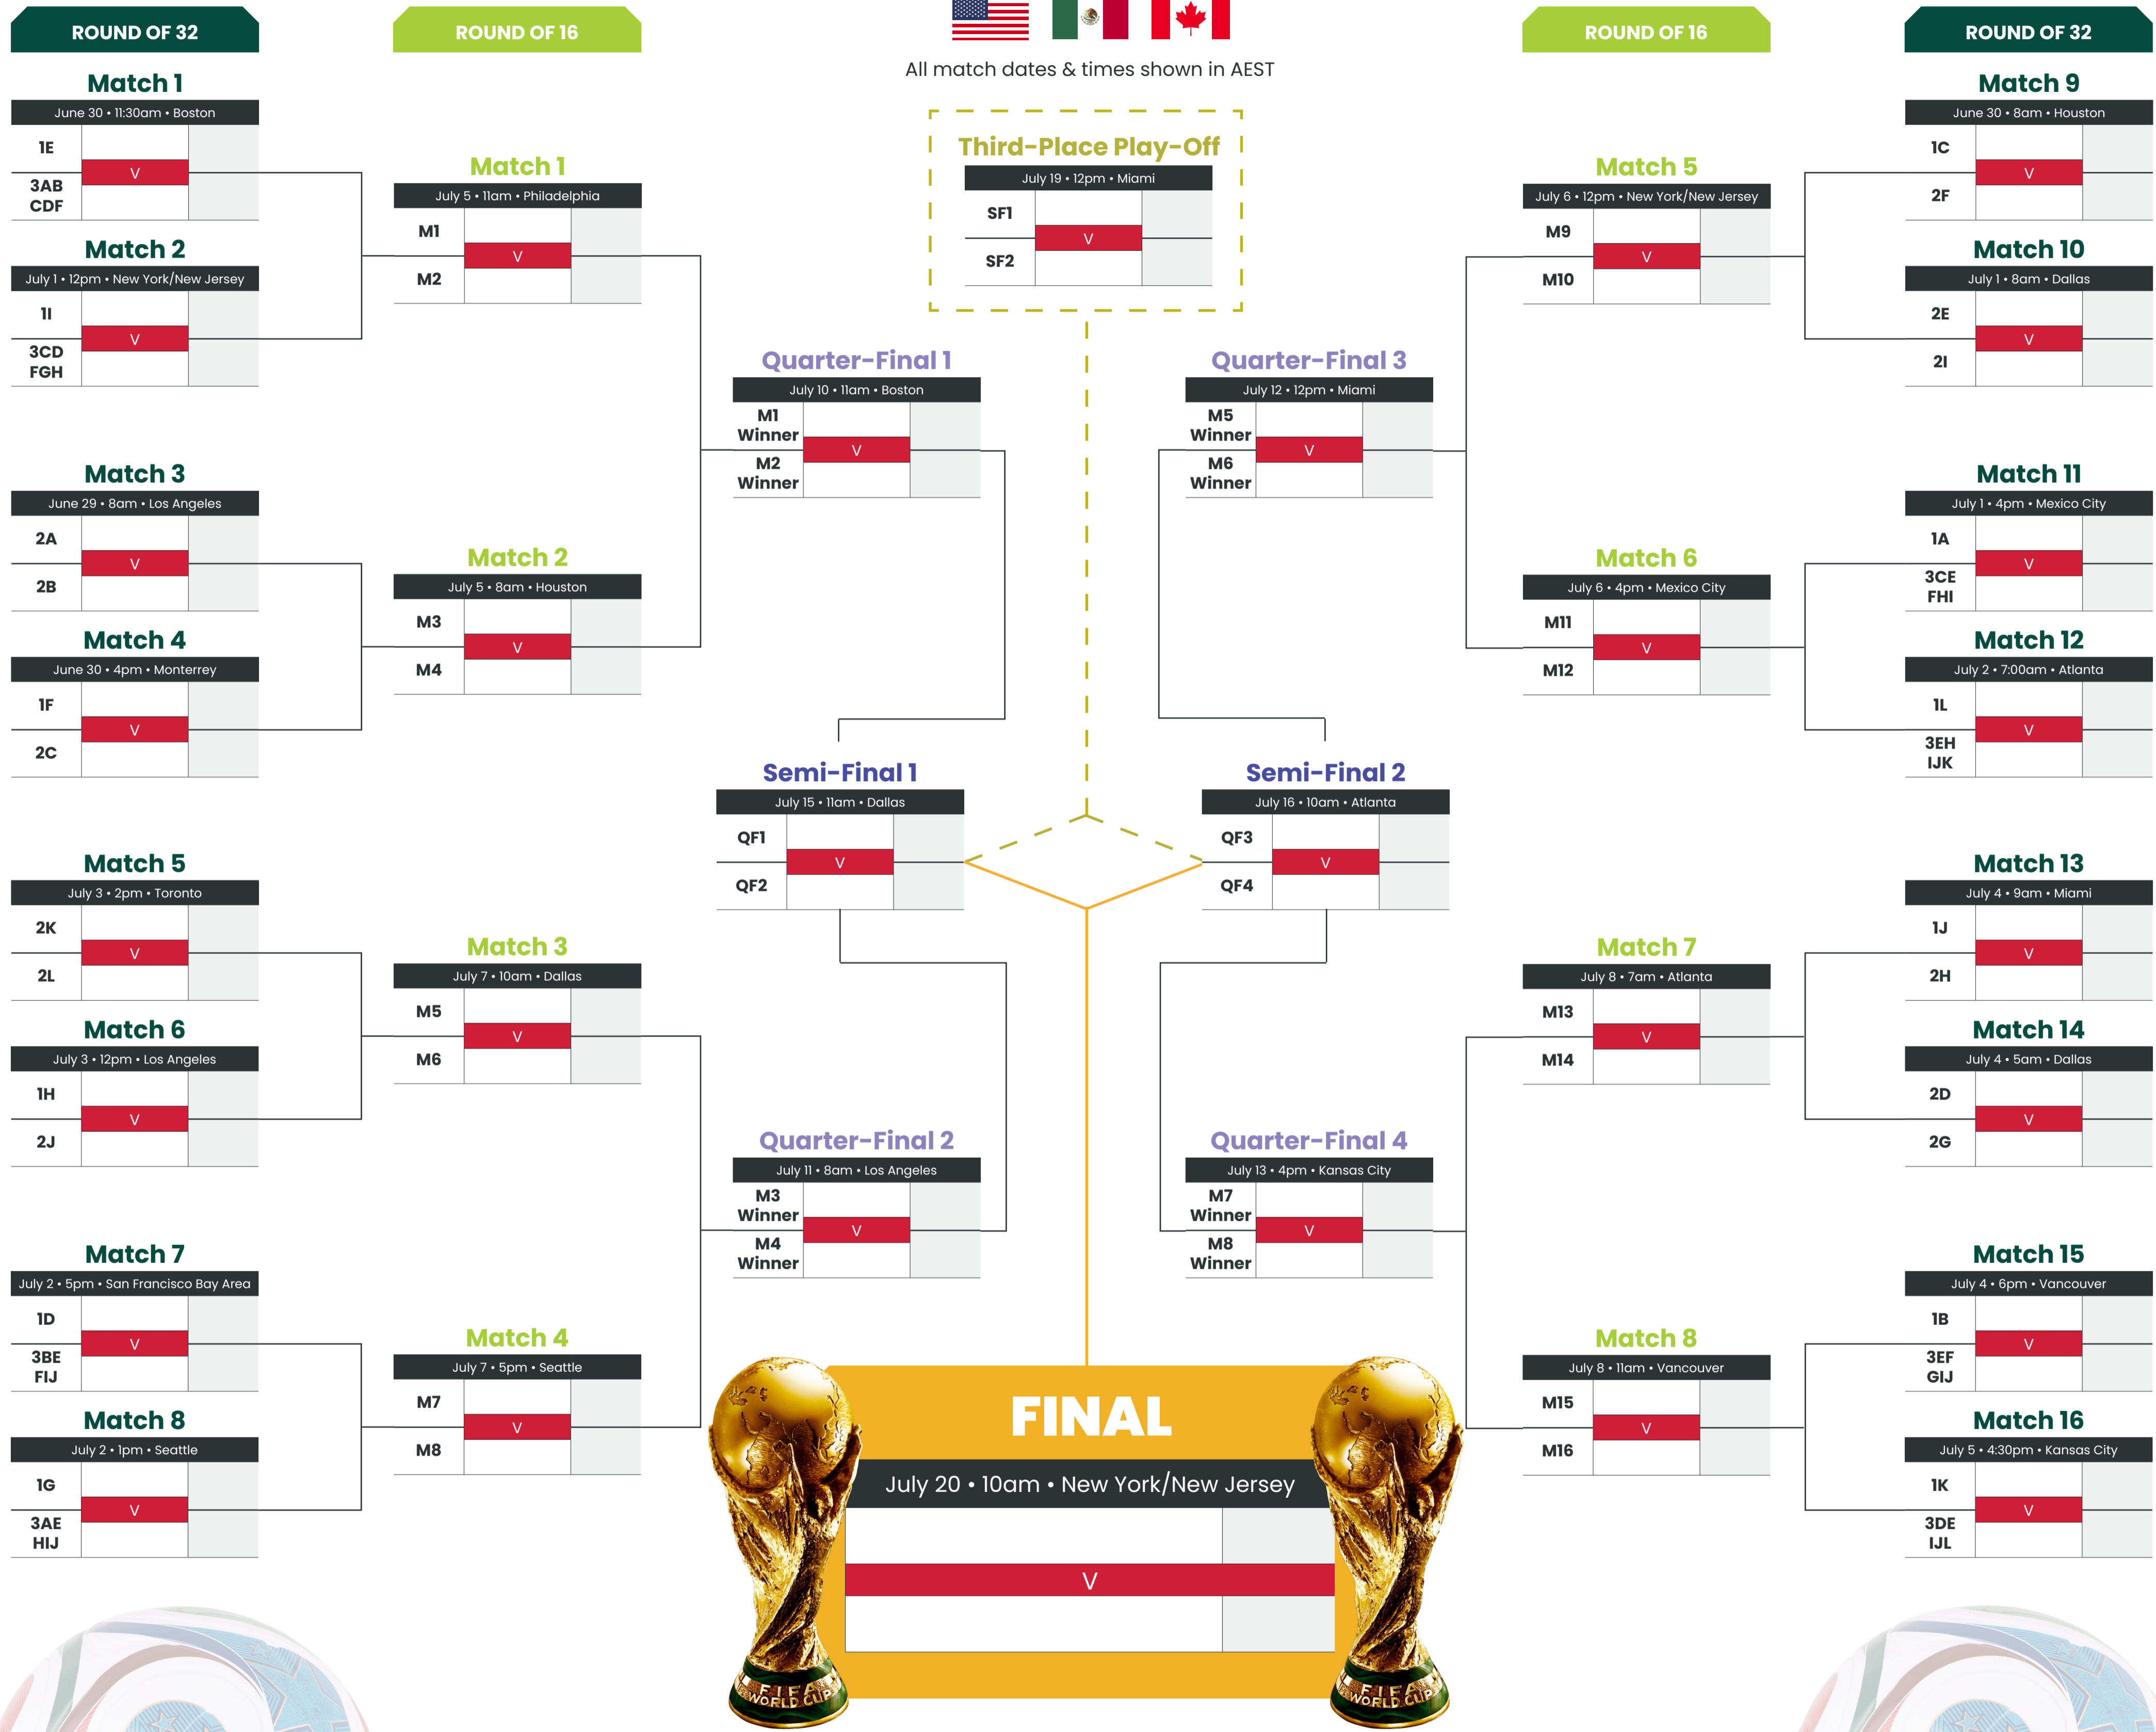 ROUND OF 32
Match 1
June 30 • 11:30am • Boston
1E
V
3AB
CDF
Match 2
July 1 • 12pm • New York/New Jersey
1I
V
3CD
FGH
Match 3
June 29 • 8am • Los Angeles
2A
V
2B
Match 4
June 30 • 4pm • Monterrey
1F
V
2C
Match 5
July 3 • 2pm • Toronto
2K
V
2L
Match 6
July 3 • 12pm • Los Angeles
1H
V
2J
Match 7
July 2 • 5pm • San Francisco Bay Area
1D
V
3BE
FIJ
Match 8
July 2 • 1pm • Seattle
1G
V
3AE
HIJ
ROUND OF 16
Match 1
July 5 • 11am • Philadelphia
M1
V
M2
Match 2
July 5 • 8am • Houston
M3
V
M4
Match 3
July 7 • 10am • Dallas
M5
V
M6
Match 4
July 7 • 5pm • Seattle
M7
V
M8
All match dates & times shown in AEST
Third-Place Play-Off
July 19 • 12pm • Miami
SF1
V
SF2
Quarter-Final 1
July 10 • 11am • Boston
M1
Winner
V
M2
Winner
Quarter-Final 3
July 12 • 12pm • Miami
M5
Winner
V
M6
Winner
Semi-Final 1
July 15 • 11am • Dallas
QF1
V
QF2
Semi-Final 2
July 16 • 10am • Atlanta
QF3
V
QF4
Quarter-Final 2
July 11 • 8am • Los Angeles
M3
Winner
V
M4
Winner
Quarter-Final 4
July 13 • 4pm • Kansas City
M7
Winner
V
M8
Winner
FINAL
July 20 • 10am • New York/New Jersey
V
FIFA
WORLD CUP
FIFA
WORLD CUP
ROUND OF 16
Match 5
July 6 • 12pm • New York/New Jersey
M9
V
M10
Match 6
July 6 • 4pm • Mexico City
M11
V
M12
Match 7
July 8 • 7am • Atlanta
M13
V
M14
Match 8
July 8 • 11am • Vancouver
M15
V
M16
ROUND OF 32
Match 9
June 30 • 8am • Houston
1C
V
2F
Match 10
July 1 • 8am • Dallas
2E
V
2I
Match 11
July 1 • 4pm • Mexico City
1A
V
3CE
FHI
Match 12
July 2 • 7:00am • Atlanta
1L
V
3EH
IJK
Match 13
July 4 • 9am • Miami
1J
V
2H
Match 14
July 4 • 5am • Dallas
2D
V
2G
Match 15
July 4 • 6pm • Vancouver
1B
V
3EF
GIJ
Match 16
July 5 • 4:30pm • Kansas City
1K
V
3DE
IJL